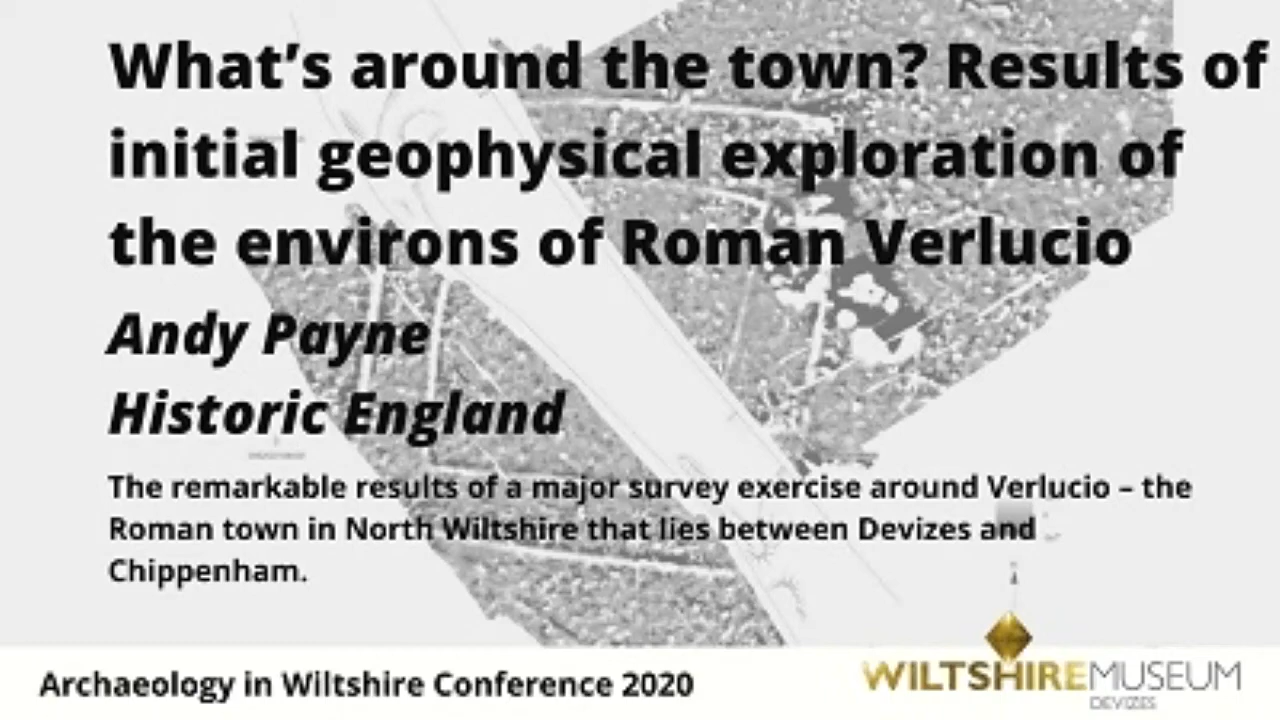 What's around the town? Results of
initial geophysical exploration of
the environs of Roman Verlucio
Andy Payne
Historic England
The remarkable results of a major survey exercise around Verlucio – the
Roman town in North Wiltshire that lies between Devizes and
Chippenham.
Archaeology in Wiltshire Conference 2020
WILTSHIREMUSEUM
DEVIZES